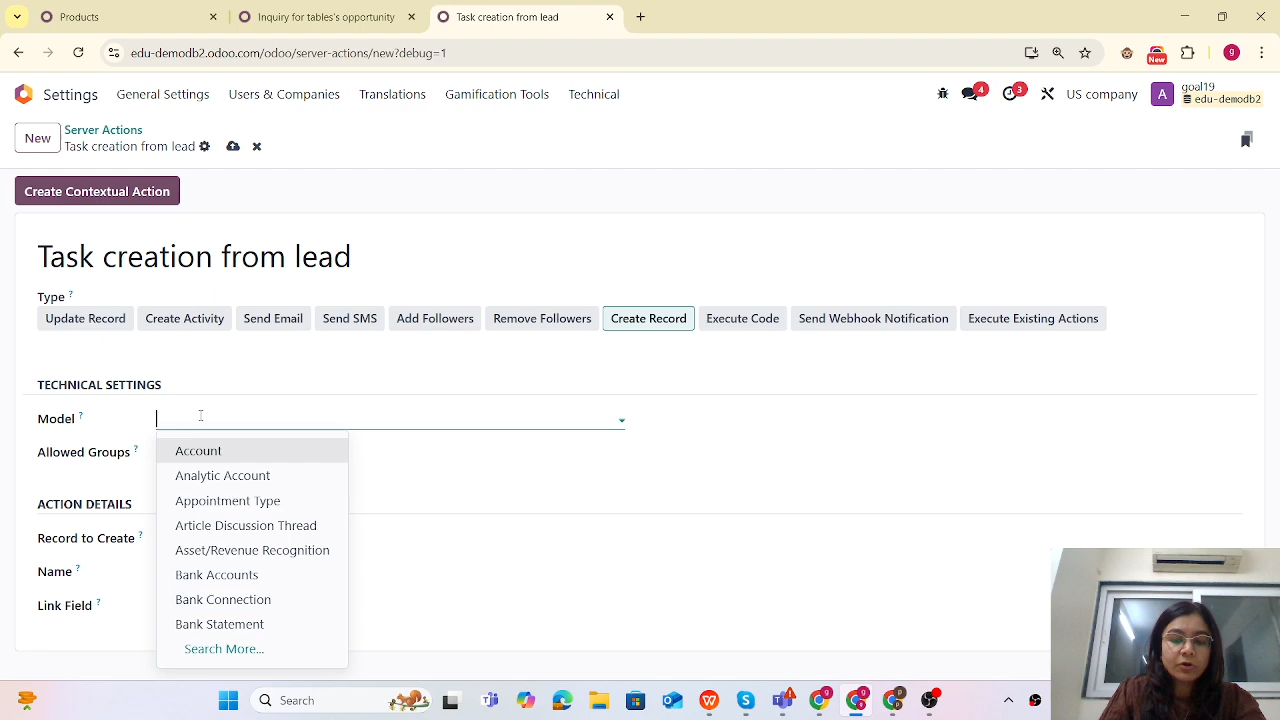 Products
Inquiry for tables's opportunity
Task creation from lead
edu-demodb2.odoo.com/odoo/server-actions/new?debug=1
New
g
Settings
General Settings
Users & Companies
Translations
Gamification Tools
Technical
4
3
US company
A
goal19
edu-demodb2
New
Server Actions
Task creation from lead
Create Contextual Action
Task creation from lead
Type ?
Update Record
Create Activity
Send Email
Send SMS
Add Followers
Remove Followers
Create Record
Execute Code
Send Webhook Notification
Execute Existing Actions
TECHNICAL SETTINGS
Model ?
Allowed Groups ?
Account
Analytic Account
Appointment Type
Article Discussion Thread
Asset/Revenue Recognition
Bank Accounts
Bank Connection
Bank Statement
Search More...
ACTION DETAILS
Record to Create ?
Name ?
Link Field ?
Search